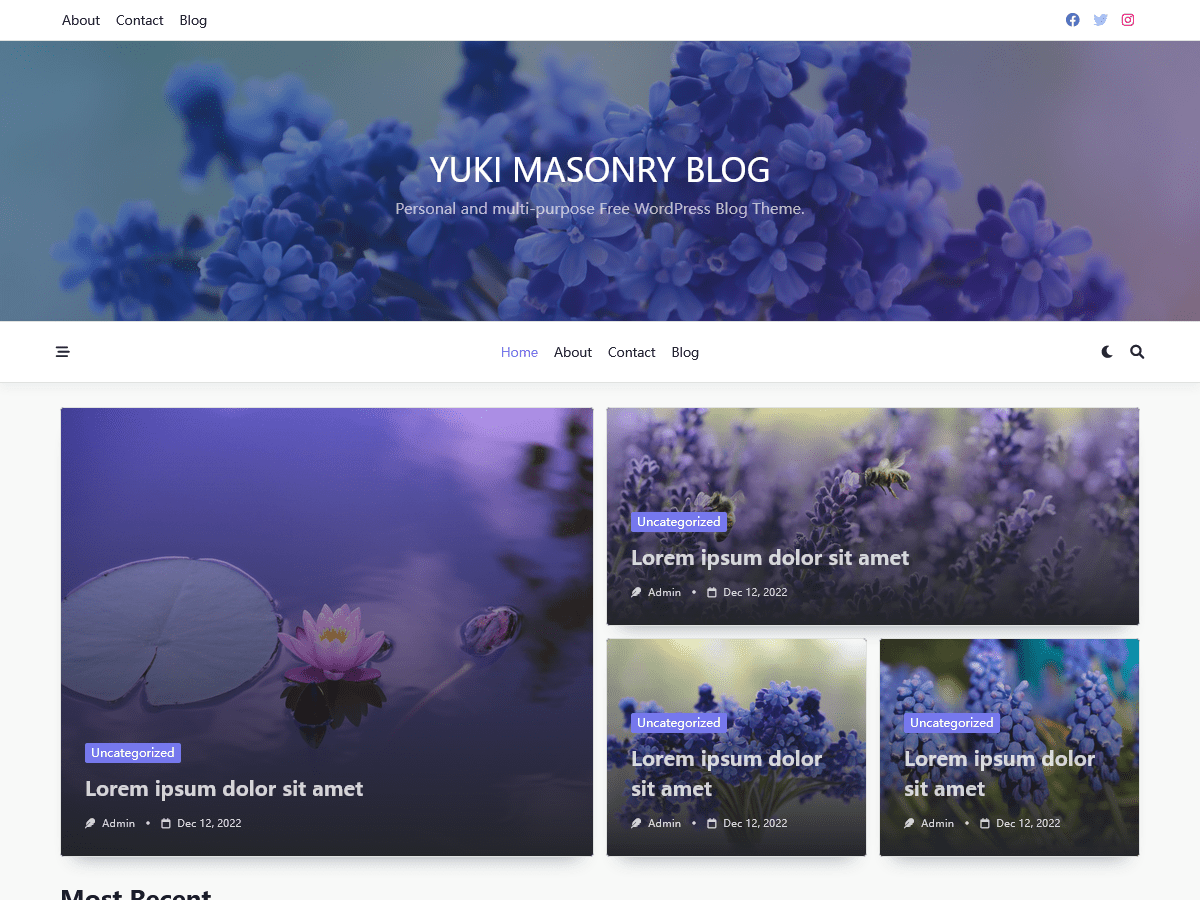 About Contact Blog
YUKI MASONRY BLOG
Personal and multi-purpose Free WordPress Blog Theme.
Home About Contact Blog
Uncategorized
Lorem ipsum dolor sit amet
Admin • Dec 12, 2022
Uncategorized
Lorem ipsum dolor sit amet
Admin • Dec 12, 2022
Uncategorized
Lorem ipsum dolor
sit amet
Admin • Dec 12, 2022
Uncategorized
Lorem ipsum dolor
sit amet
Admin • Dec 12, 2022
Most Recent